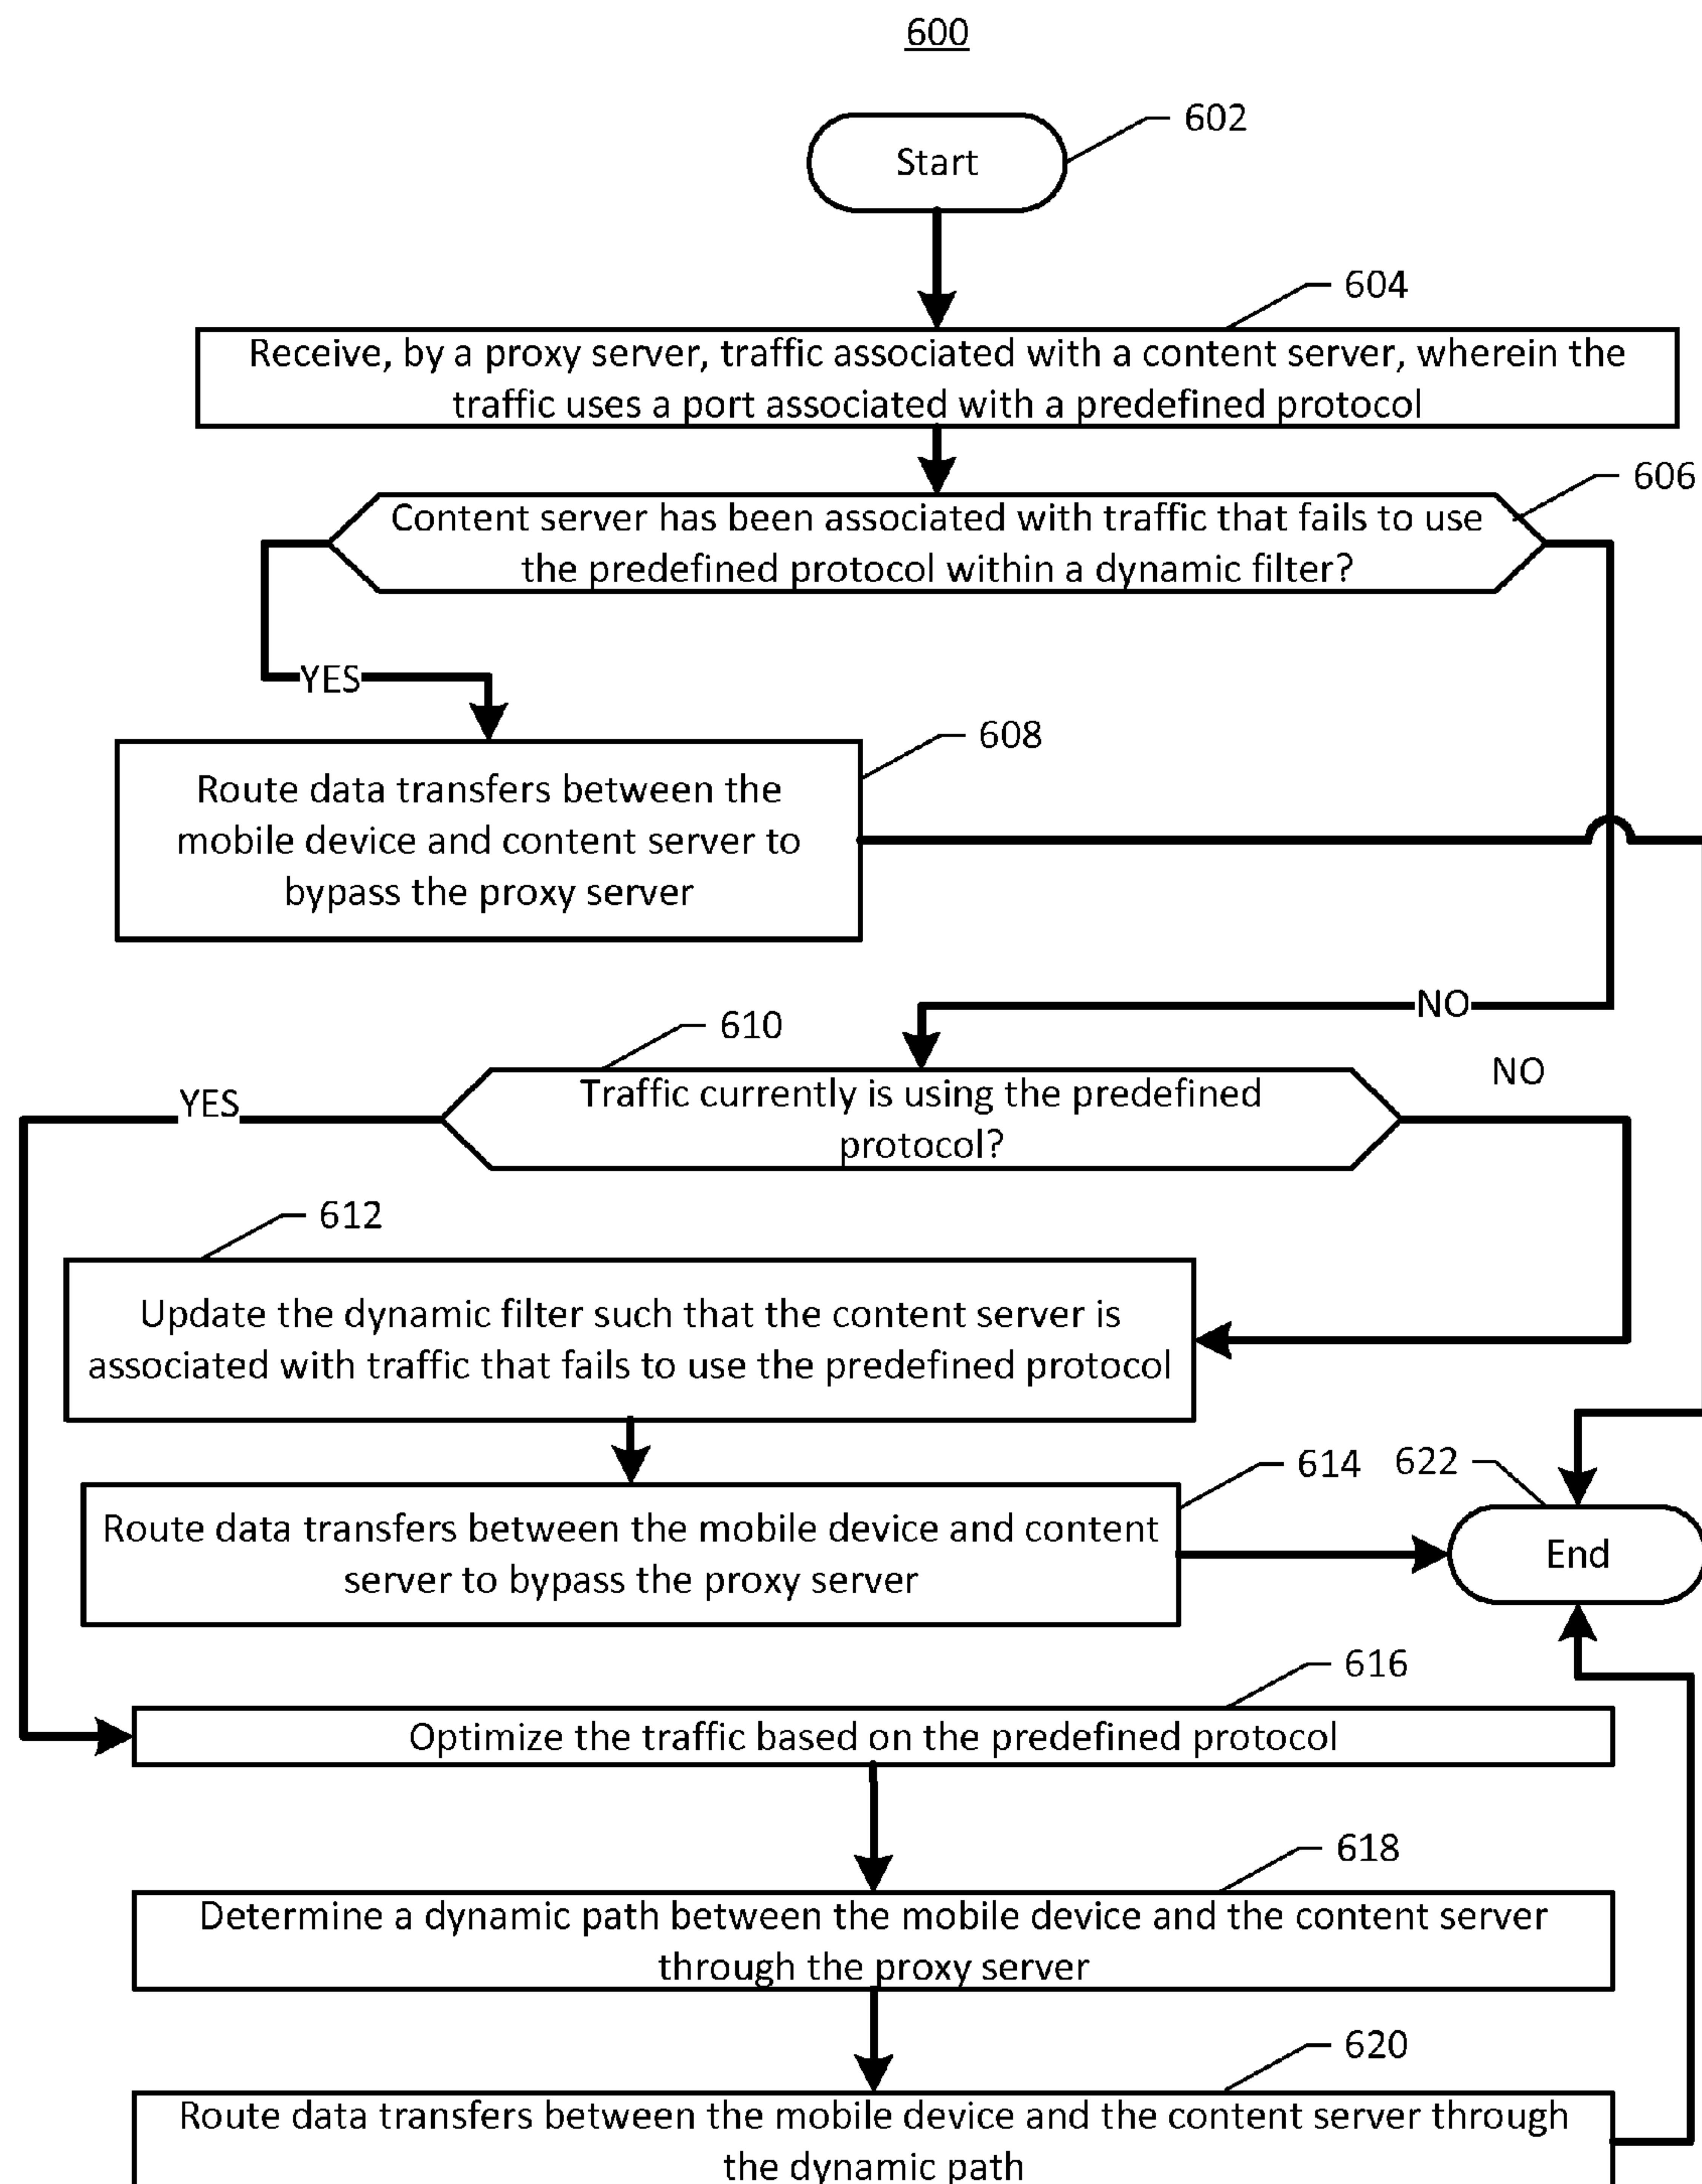 600
602
Start
604
Receive, by a proxy server, traffic associated with a content server, wherein the
traffic uses a port associated with a predefined protocol
606
Content server has been associated with traffic that fails to use
the predefined protocol within a dynamic filter?
YES
608
Route data transfers between the
mobile device and content server to
bypass the proxy server
NO
610
NO
YES
Traffic currently is using the predefined
protocol?
612
Update the dynamic filter such that the content server is
associated with traffic that fails to use the predefined protocol
614
622
Route data transfers between the mobile device and content
server to bypass the proxy server
End
616
Optimize the traffic based on the predefined protocol
618
Determine a dynamic path between the mobile device and the content server
through the proxy server
620
Route data transfers between the mobile device and the content server through
the dynamic path